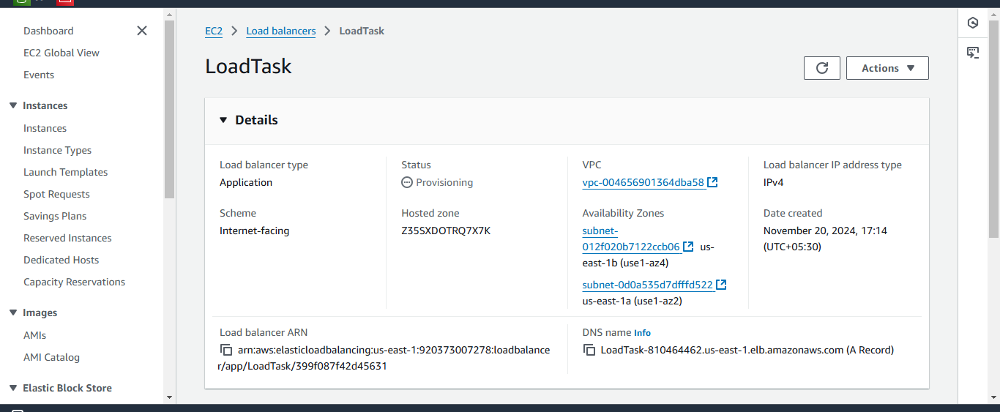 Dashboard
EC2 Global View
Events
Instances
Instances
Instance Types
Launch Templates
Spot Requests
Savings Plans
Reserved Instances
Dedicated Hosts
Capacity Reservations
Images
AMIs
AMI Catalog
Elastic Block Store
EC2 > Load balancers > LoadTask
LoadTask
Actions
Details
Load balancer type
Application
Status
Provisioning
VPC
vpc-004656901364dba58
Load balancer IP address type
IPv4
Scheme
Internet-facing
Hosted zone
Z35SXDOTRQ7X7K
Availability Zones
subnet-
012f020b7122ccb06 us-
east-1b (use1-az4)
subnet-0d0a535d7dfffd522
us-east-1a (use1-az2)
Date created
November 20, 2024, 17:14
(UTC+05:30)
Load balancer ARN
arn:aws:elasticloadbalancing:us-east-1:920373007278:loadbalance
r/app/LoadTask/399f087f42d45631
DNS name Info
LoadTask-810464462.us-east-1.elb.amazonaws.com (A Record)